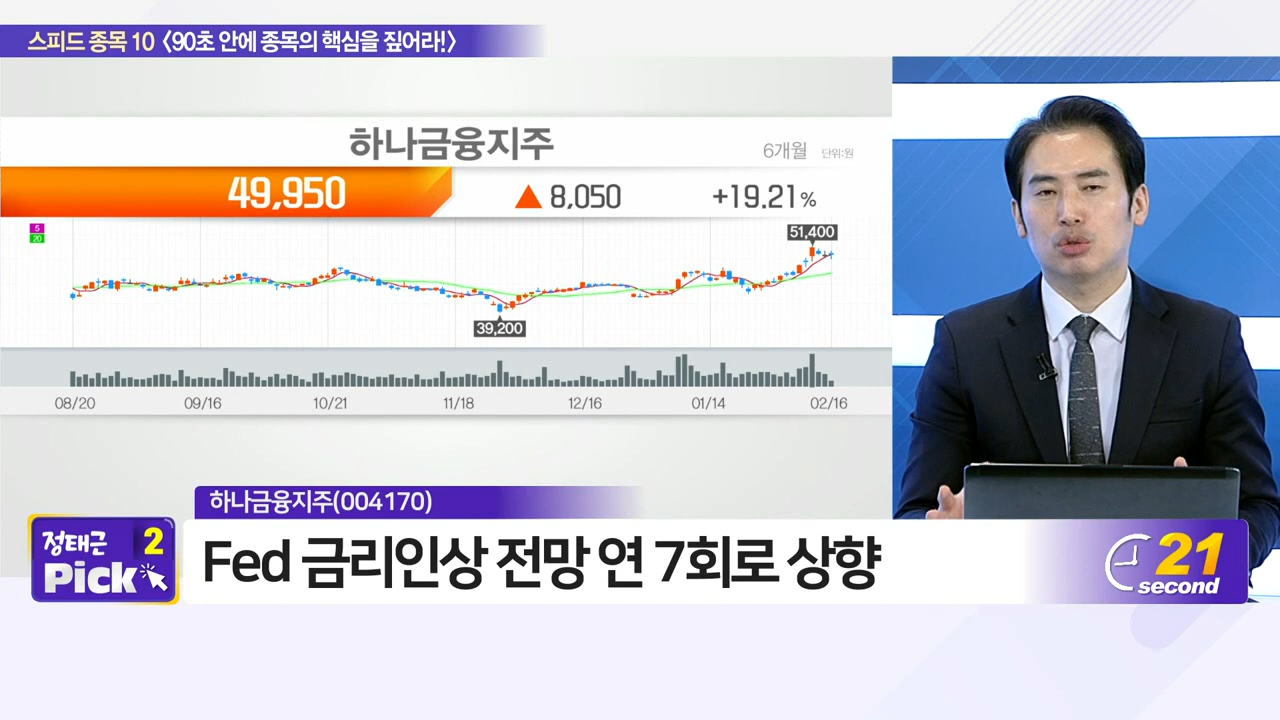 스피드 종목 10 <90초 안에 종목의 핵심을 짚어라!>
하나금융지주
6개월 단위:원
49,950 ▲ 8,050 +19.21%
5
20
51,400
39,200
08/20 09/16 10/21 11/18 12/16 01/14 02/16
하나금융지주(004170)
정태근 2
Pick
Fed 금리인상 전망 연 7회로 상향
21
second